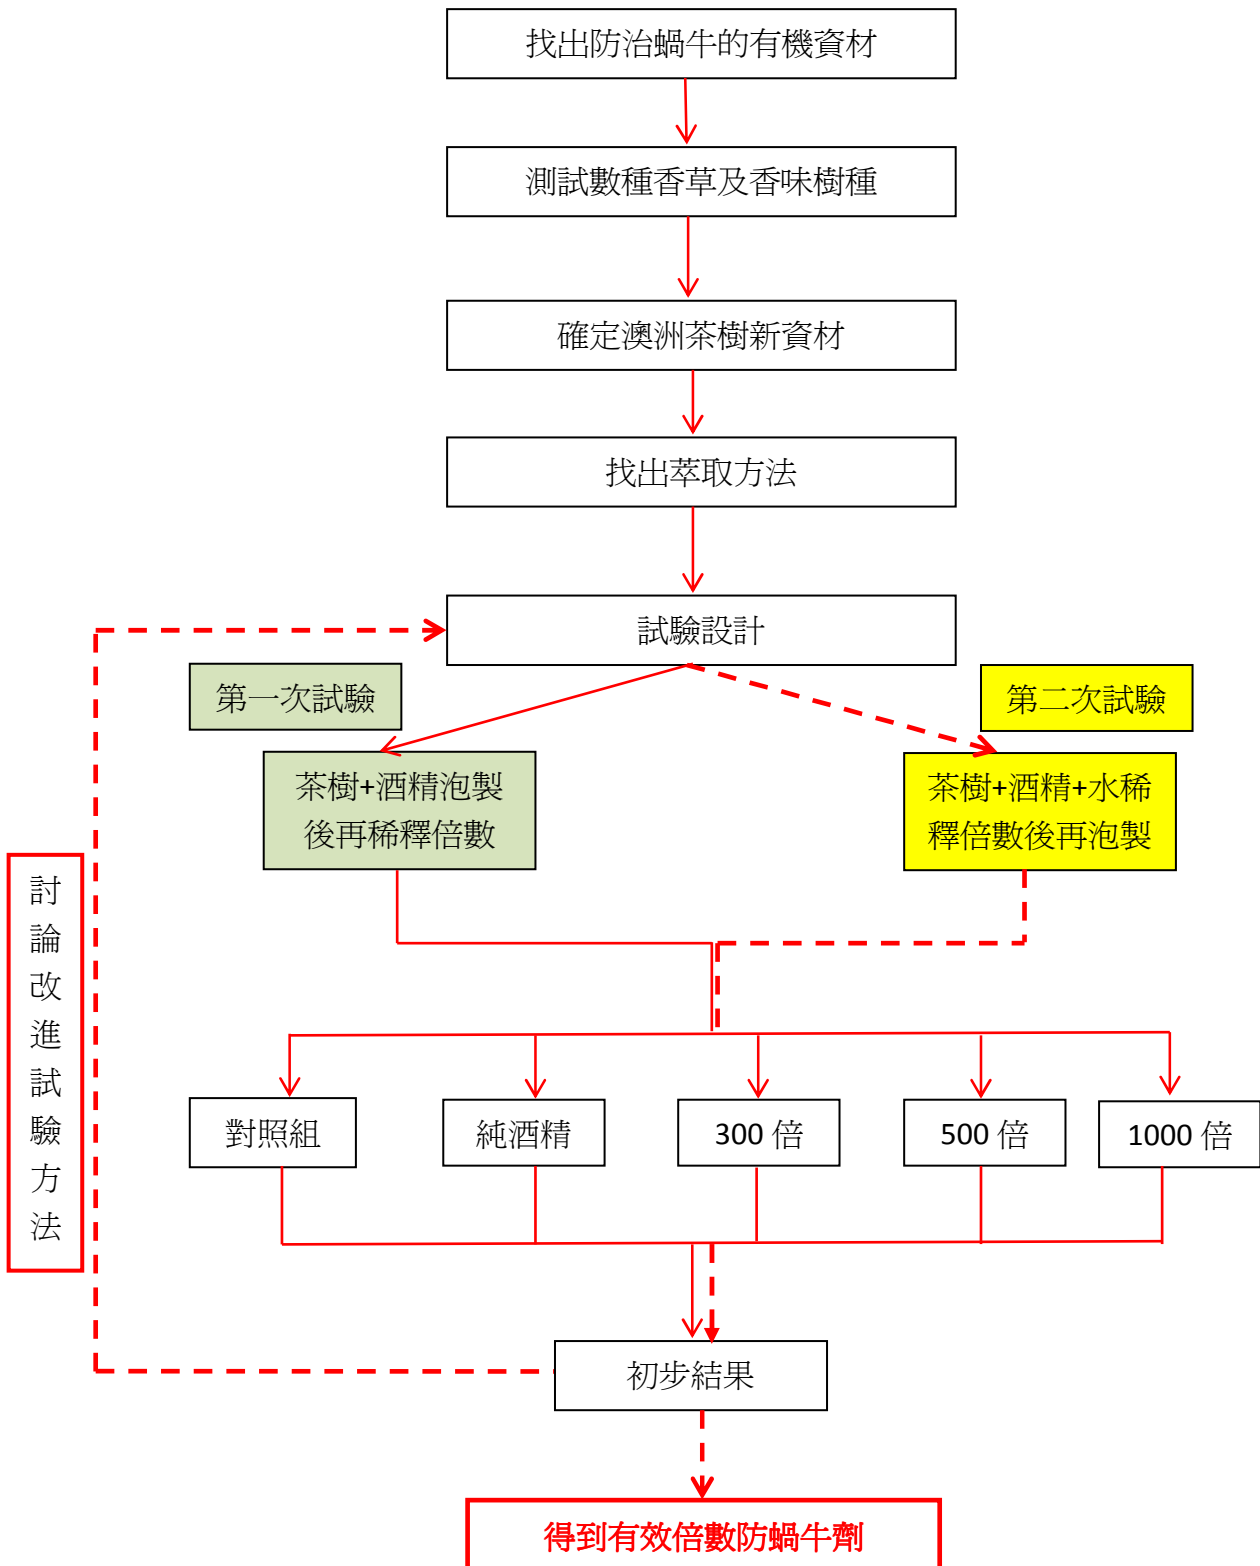 找出防治蝸牛的有機資材
測試數種香草及香味樹種
確定澳洲茶樹新資材
找出萃取方法
試驗設計
第一次試驗
第二次試驗
茶樹+酒精泡製
後再稀釋倍數
茶樹+酒精+水稀
釋倍數後再泡製
討論改進試驗方法
對照組
純酒精
300 倍
500 倍
1000 倍
初步結果
得到有效倍數防蝸牛劑